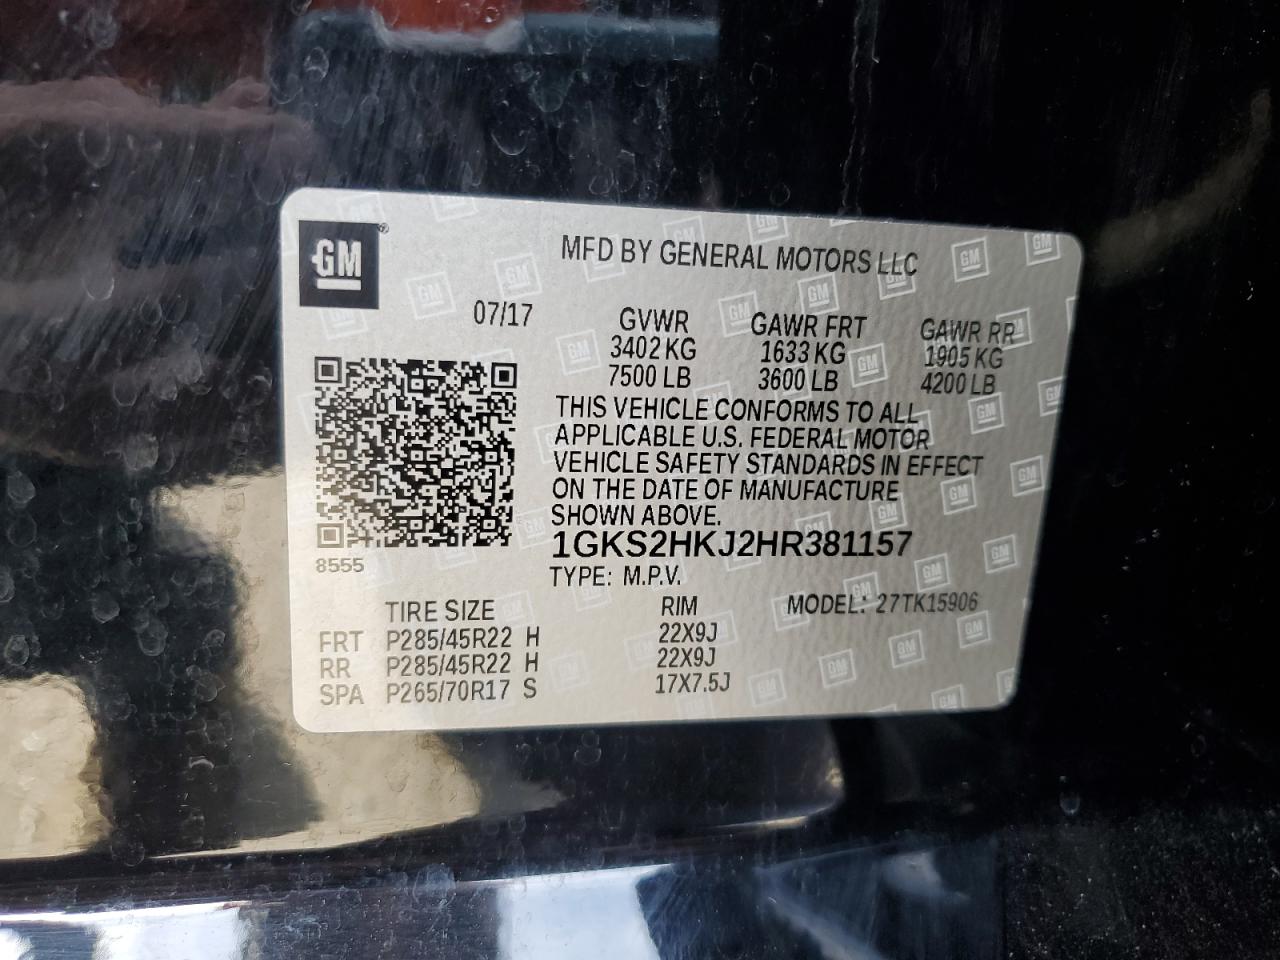 GM
MFD BY GENERAL MOTORS LLC
07/17
GVWR GAWR FRT GAWR RR
3402 KG 1633 KG 1905 KG
7500 LB 3600 LB 4200 LB
THIS VEHICLE CONFORMS TO ALL
APPLICABLE U.S. FEDERAL MOTOR
VEHICLE SAFETY STANDARDS IN EFFECT
ON THE DATE OF MANUFACTURE
SHOWN ABOVE.
1GKS2HKJ2HR381157
8555
TYPE: M.P.V.
TIRE SIZE RIM MODEL: 27TK15906
FRT P285/45R22 H 22X9J
RR P285/45R22 H 22X9J
SPA P265/70R17 S 17X7.5J